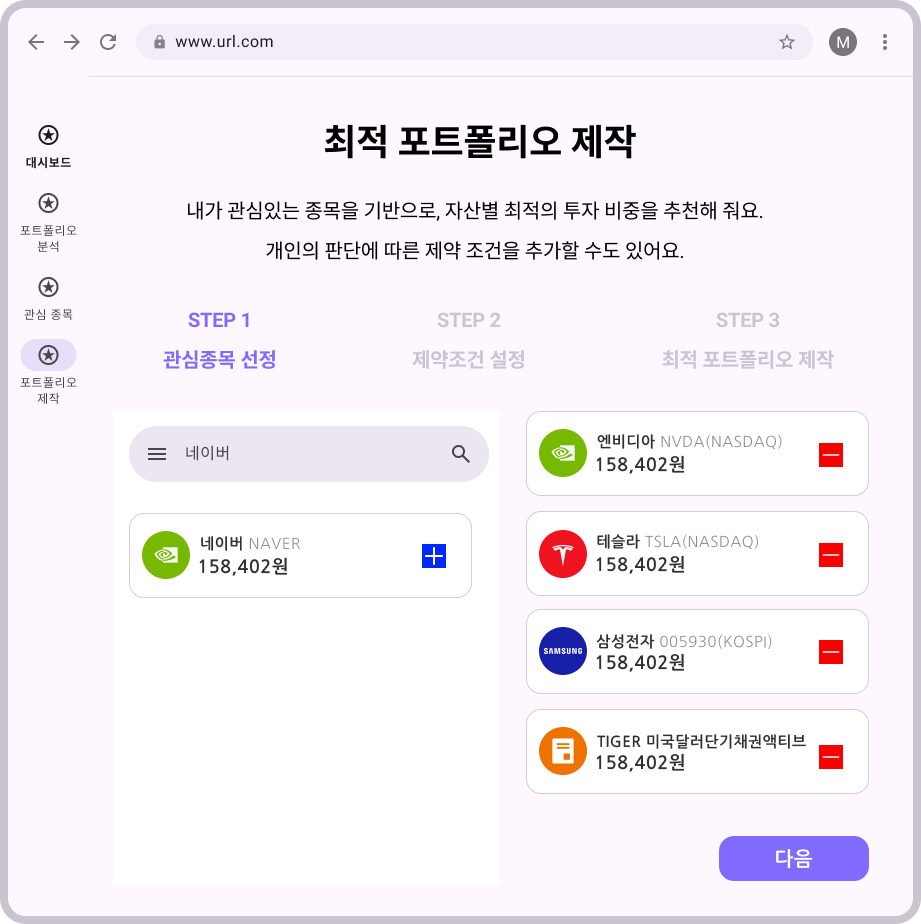 www.url.com
M
대시보드
포트폴리오
분석
관심 종목
포트폴리오
제작
최적 포트폴리오 제작
내가 관심있는 종목을 기반으로, 자산별 최적의 투자 비중을 추천해 줘요.
개인의 판단에 따른 제약 조건을 추가할 수도 있어요.
STEP 1
관심종목 선정
STEP 2
제약조건 설정
STEP 3
최적 포트폴리오 제작
네이버
네이버 NAVER
158,402원
엔비디아 NVDA(NASDAQ)
158,402원
테슬라 TSLA(NASDAQ)
158,402원
SAMSUNG
삼성전자 005930(KOSPI)
158,402원
TIGER 미국달러단기채권액티브
158,402원
다음